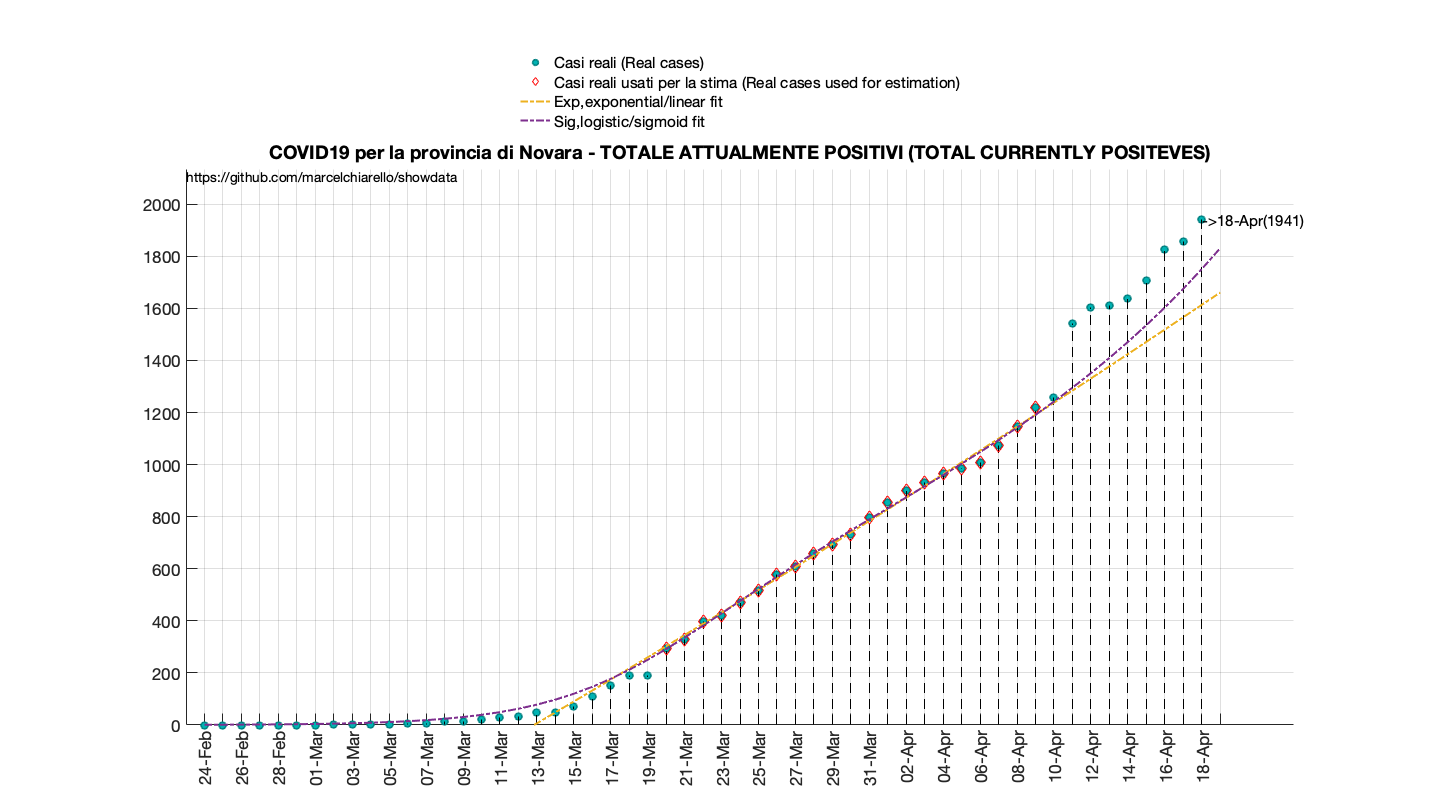 Casi reali (Real cases)
Casi reali usati per la stima (Real cases used for estimation)
Exp,exponential/linear fit
Sig,logistic/sigmoid fit
COVID19 per la provincia di Novara - TOTALE ATTUALMENTE POSITIVI (TOTAL CURRENTLY POSITEVES)
https://github.com/marcelchiarello/showdata
2000
->18-Apr(1941)
1800
1600
1400
1200
1000
800
600
400
200
0
24-Feb
26-Feb
28-Feb
01-Mar
03-Mar
05-Mar
07-Mar
09-Mar
11-Mar
13-Mar
15-Mar
17-Mar
19-Mar
21-Mar
23-Mar
25-Mar
27-Mar
29-Mar
31-Mar
02-Apr
04-Apr
06-Apr
08-Apr
10-Apr
12-Apr
14-Apr
16-Apr
18-Apr